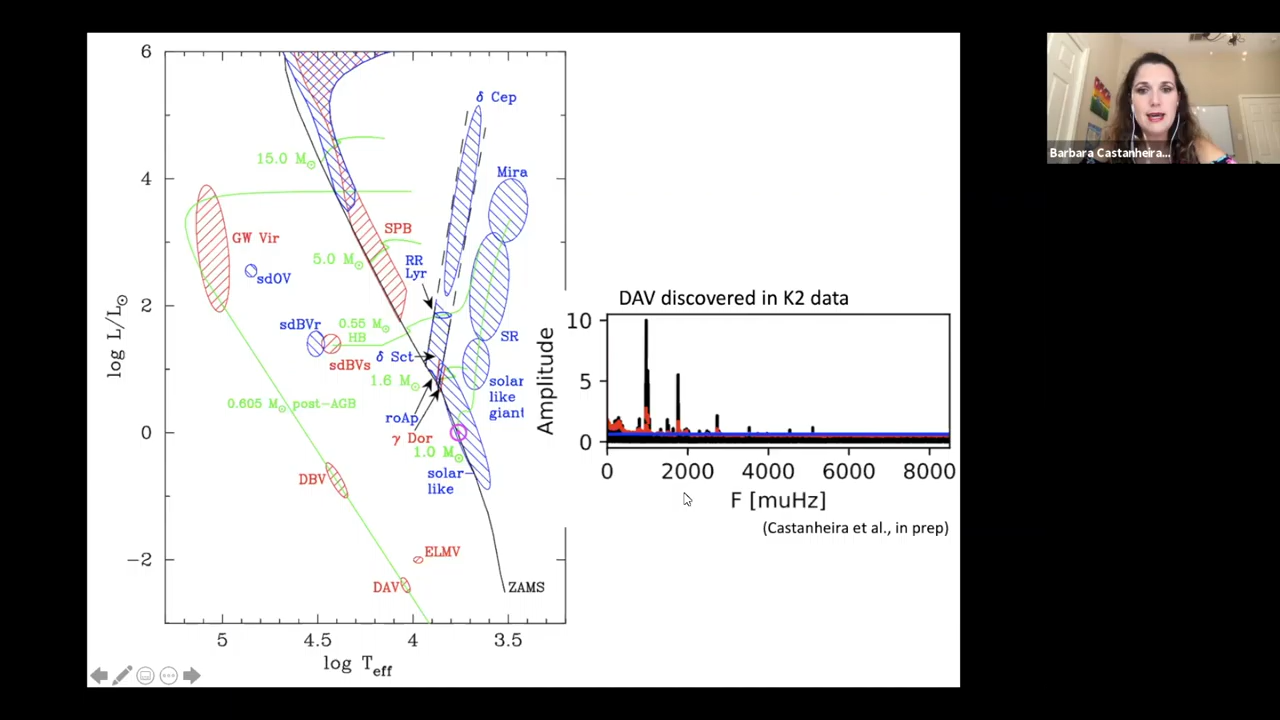 6
4
2
0
−2
log L/L☉
5
4.5
4
3.5
log Teff
δ Cep
15.0 M☉
Mira
GW Vir
SPB
5.0 M☉
RR
Lyr
sdOV
sdBVr
0.55 M☉
HB
SR
sdBVs
δ Sct
1.6 M☉
solar
like
giant
0.605 M☉ post-AGB
roAp
γ Dor
1.0 M☉
solar-
like
DBV
ELMV
DAV
ZAMS
DAV discovered in K2 data
Amplitude
10
5
0
0 2000 4000 6000 8000
F [muHz]
(Castanheira et al., in prep)
Barbara Castanheira...